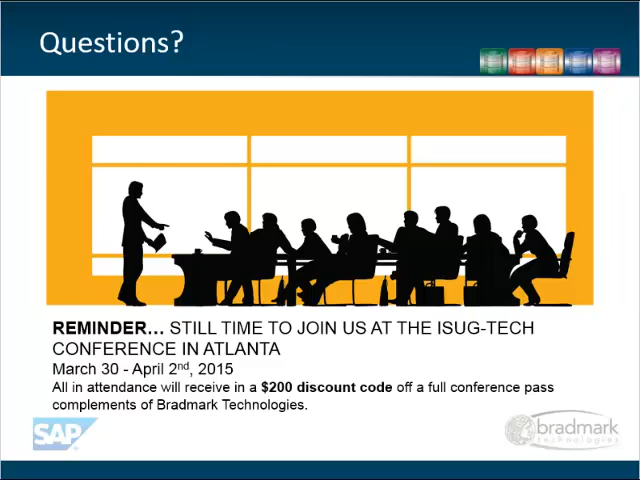 Questions?
REMINDER... STILL TIME TO JOIN US AT THE ISUG-TECH
CONFERENCE IN ATLANTA
March 30 - April 2nd, 2015
All in attendance will receive in a $200 discount code off a full conference pass
complements of Bradmark Technologies.
SAP
bradmark
technologies